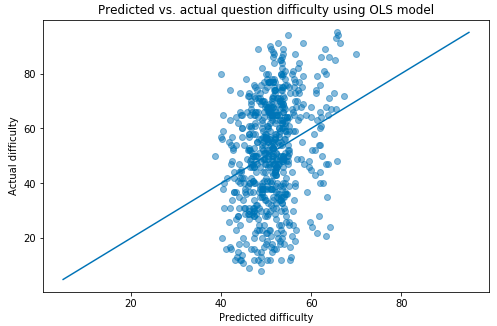 Predicted vs. actual question difficulty using OLS model
Actual difficulty
80
60
40
20
20 40 60 80
Predicted difficulty